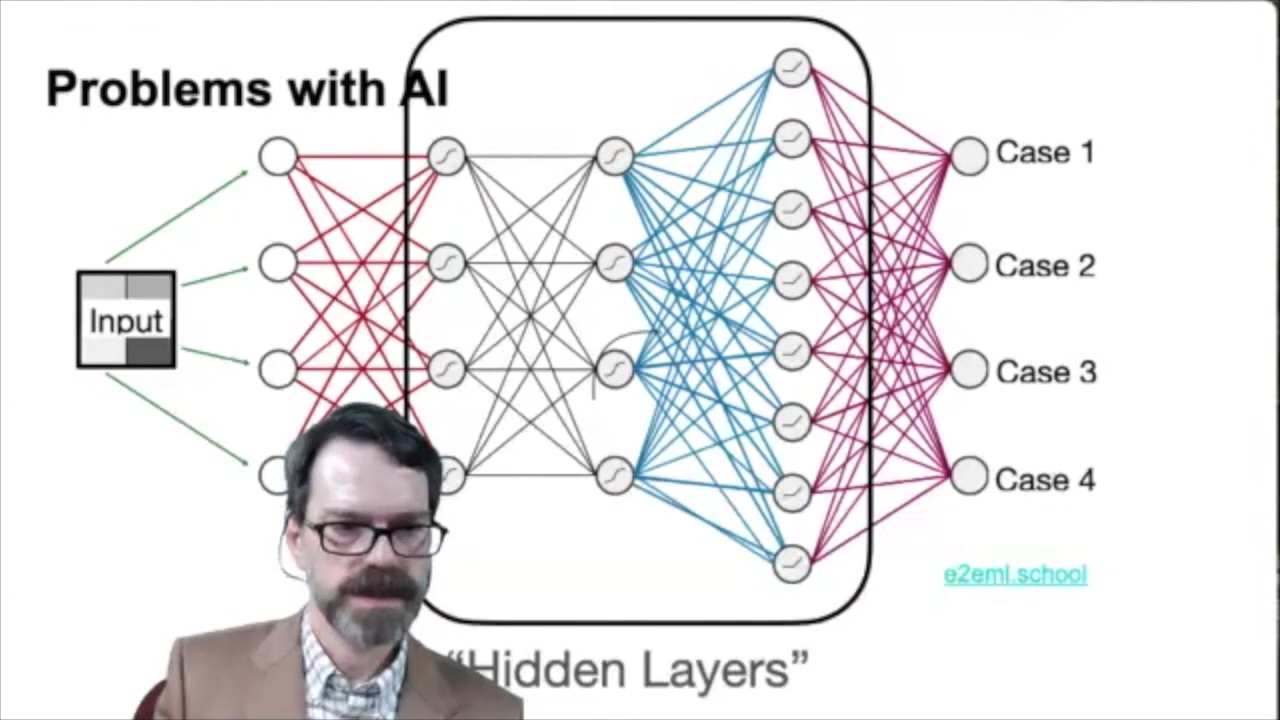 Problems with AI
Case 1
Case 2
Input
Case 3
Case 4
e2eml.school
“Hidden Layers”